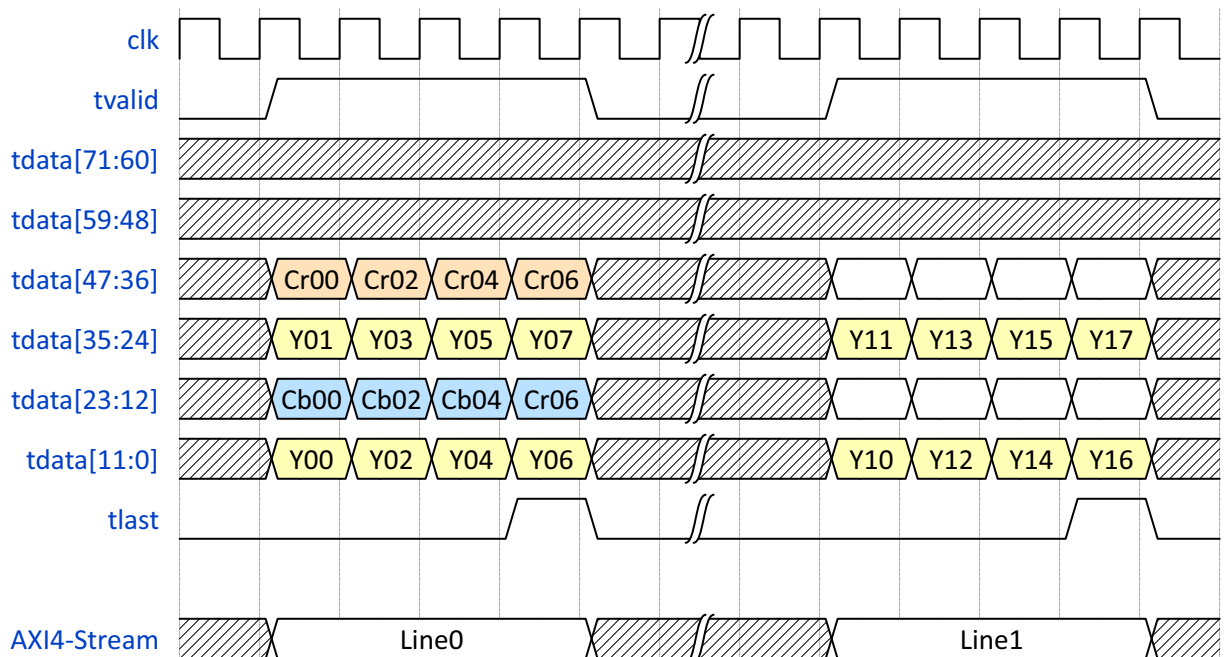 clk
tvalid
tdata[71:60]
tdata[59:48]
tdata[47:36] Cr00 Cr02 Cr04 Cr06
tdata[35:24] Y01 Y03 Y05 Y07 Y11 Y13 Y15 Y17
tdata[23:12] Cb00 Cb02 Cb04 Cr06
tdata[11:0] Y00 Y02 Y04 Y06 Y10 Y12 Y14 Y16
tlast
AXI4-Stream Line0 Line1